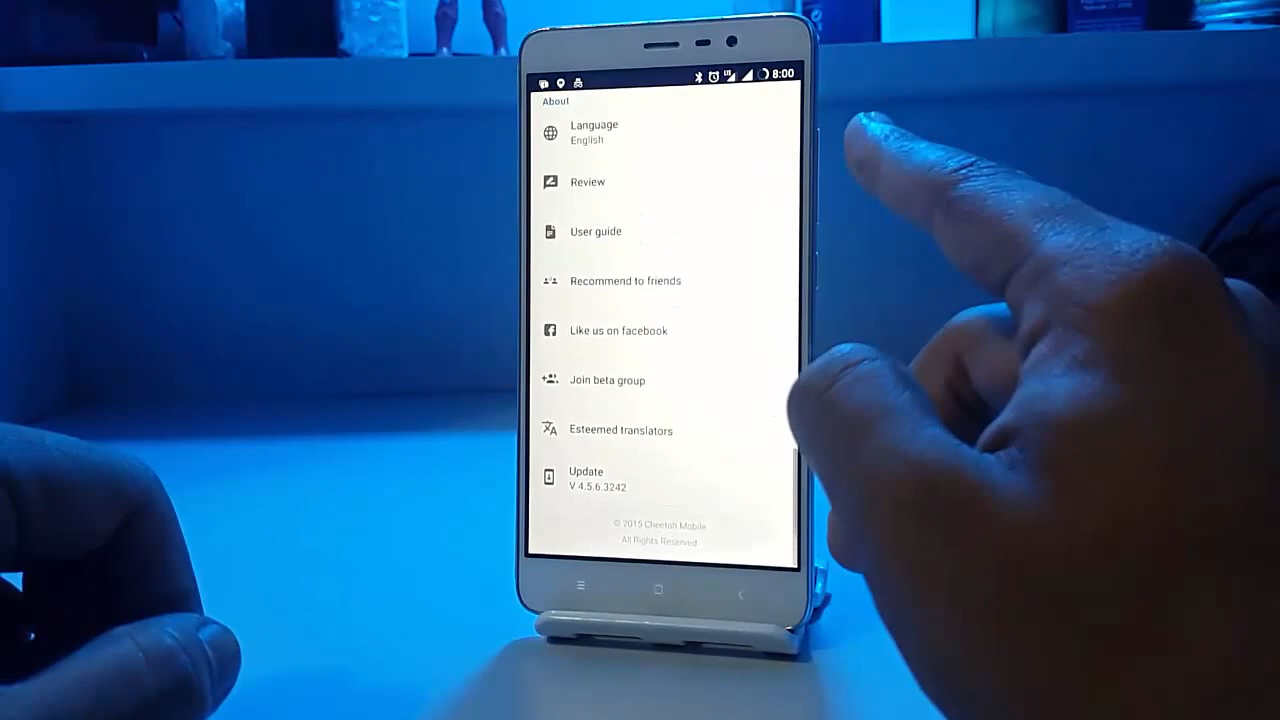 LTE 8:00
About
Language
English
Review
User guide
Recommend to friends
Like us on facebook
Join beta group
Esteemed translators
Update
V 4.5.6.3242
© 2015 Cheetah Mobile
All Rights Reserved